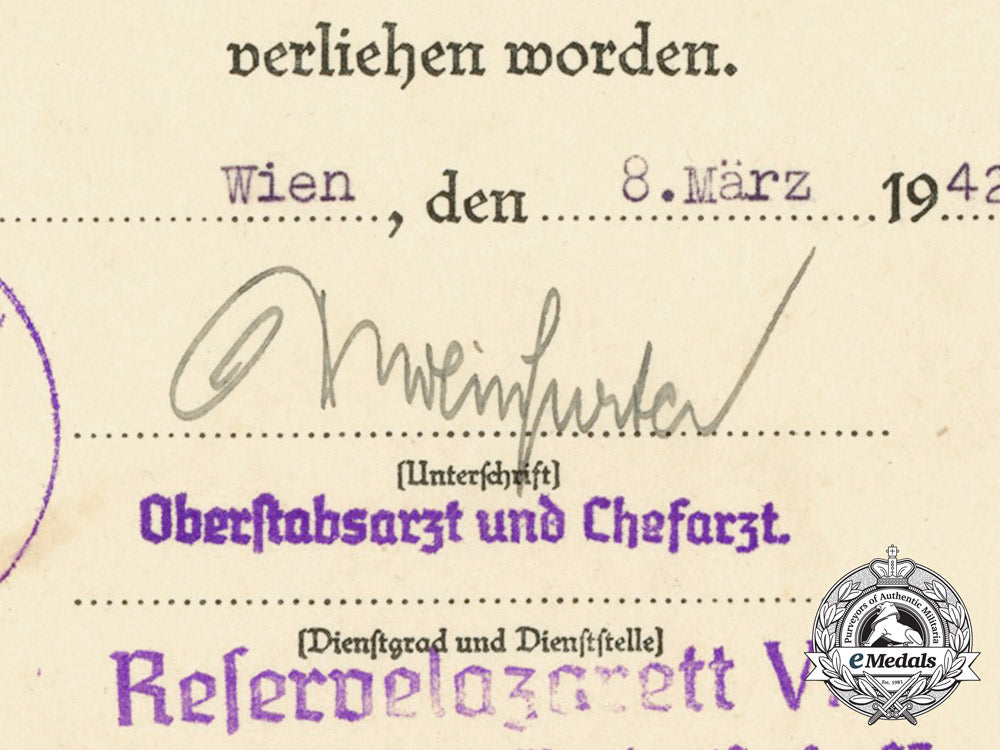 verliehen worden.
Wien, den 8.März 1942
Weinfurter
(Unterschrift)
Oberstabsarzt und Chefarzt.
(Dienstgrad und Dienststelle)
Reservelazarett
Purveyors of Authentic Militaria
eMedals
Est. 1981